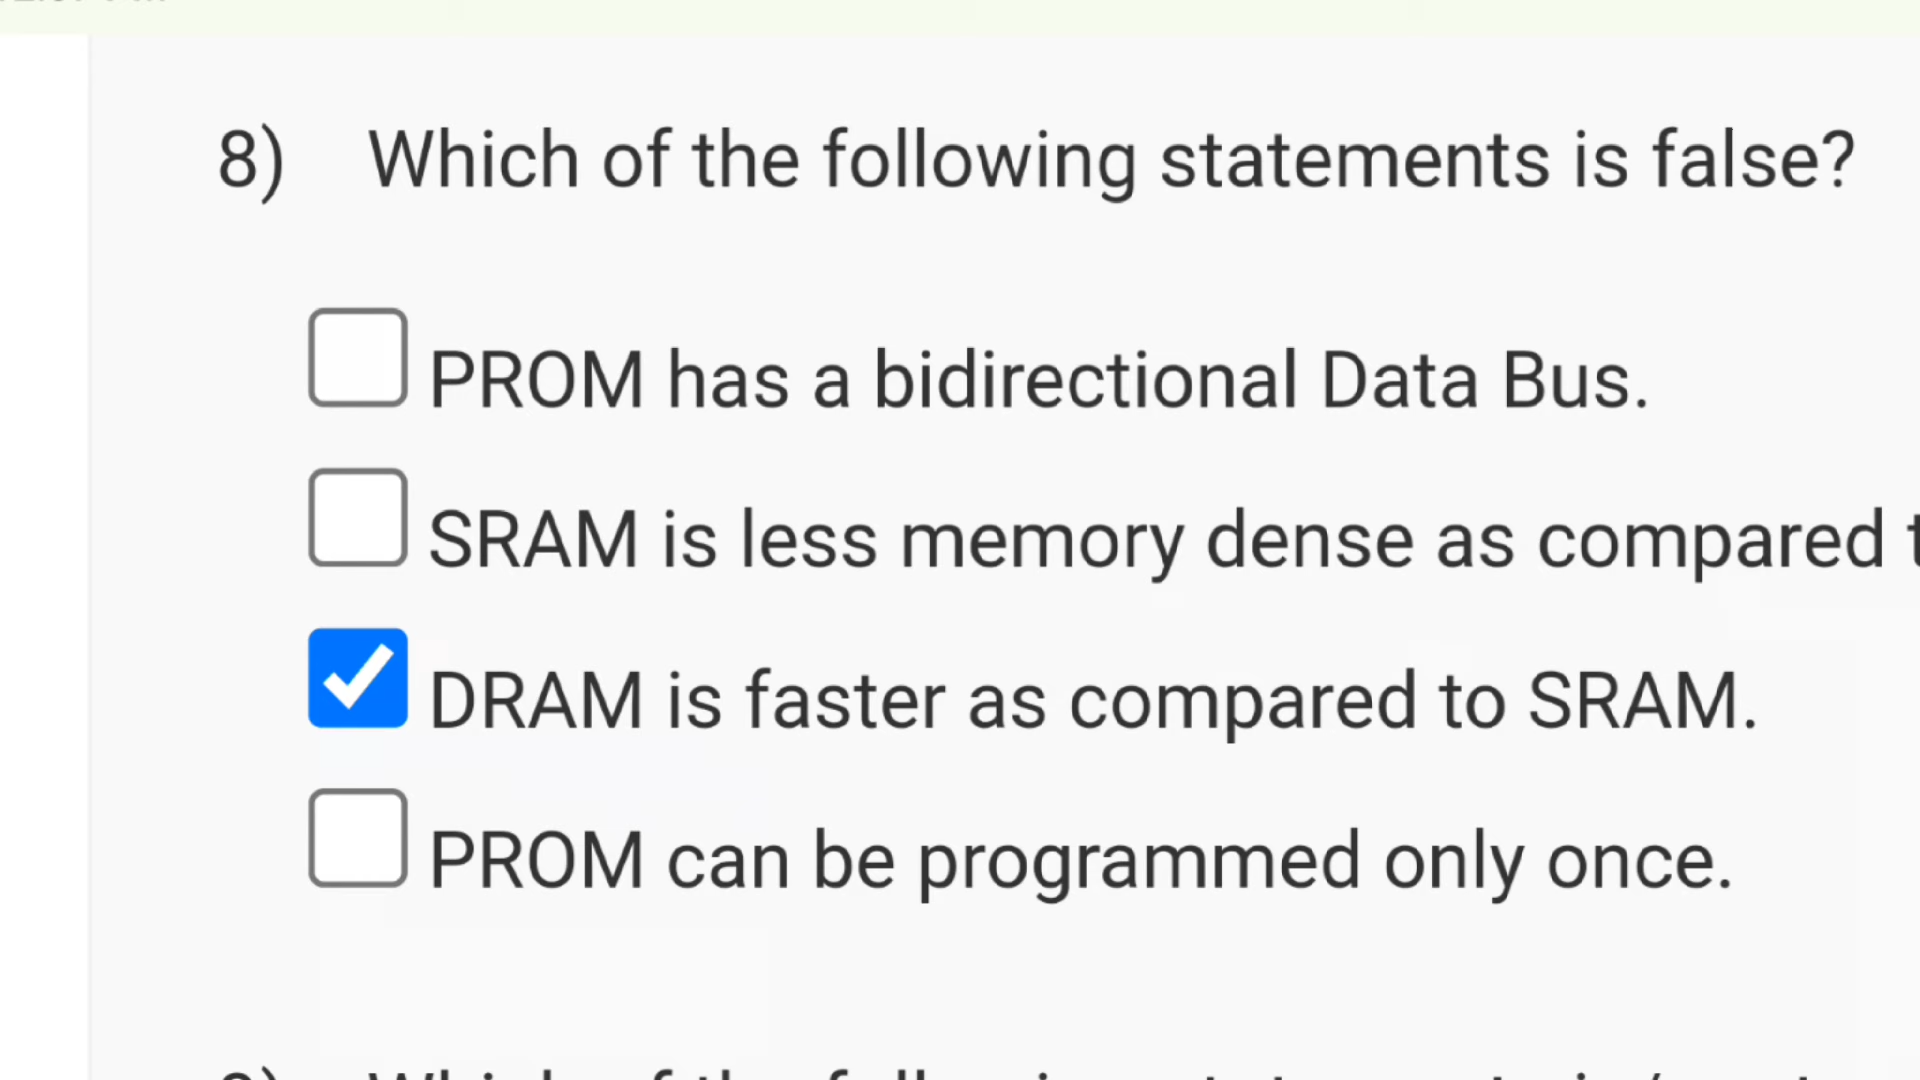 8) Which of the following statements is false?
PROM has a bidirectional Data Bus.
SRAM is less memory dense as compared
DRAM is faster as compared to SRAM.
PROM can be programmed only once.